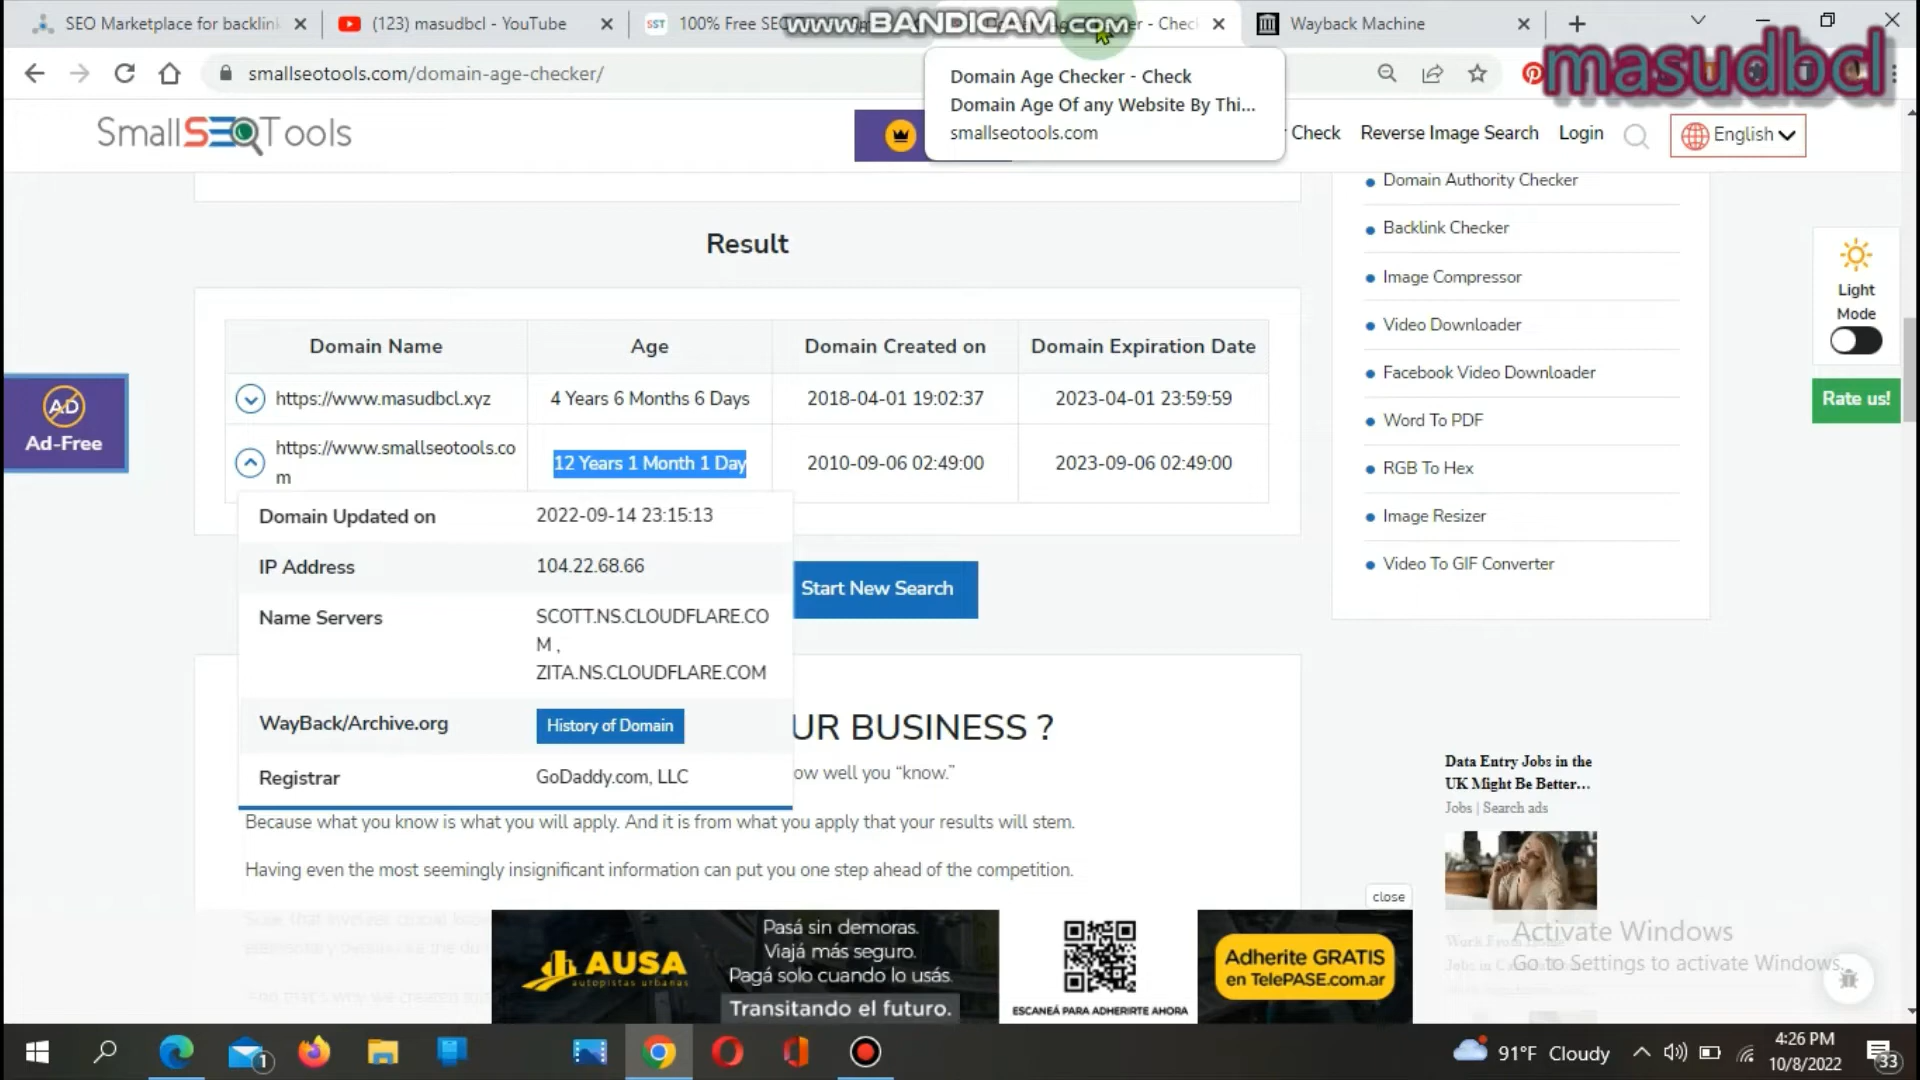 SEO Marketplace for backlin
(123) masudbcl - YouTube
SST 100% Free SEO
- Chec
Wayback Machine
www.BANDICAM.com
smallseotools.com/domain-age-checker/
masudbcl
Domain Age Checker - Check
Domain Age Of any Website By Thi...
smallseotools.com
SmallSEOTools
Check
Reverse Image Search
Login
English
Result
Domain Name
Age
Domain Created on
Domain Expiration Date
https://www.masudbcl.xyz
4 Years 6 Months 6 Days
2018-04-01 19:02:37
2023-04-01 23:59:59
https://www.smallseotools.co
m
12 Years 1 Month 1 Day
2010-09-06 02:49:00
2023-09-06 02:49:00
Domain Updated on
2022-09-14 23:15:13
IP Address
104.22.68.66
Name Servers
SCOTT.NS.CLOUDFLARE.CO
M ,
ZITA.NS.CLOUDFLARE.COM
WayBack/Archive.org
History of Domain
Registrar
GoDaddy.com, LLC
Start New Search
UR BUSINESS ?
ow well you “know.”
Because what you know is what you will apply. And it is from what you apply that your results will stem.
Having even the most seemingly insignificant information can put you one step ahead of the competition.
AD
Ad-Free
Domain Authority Checker
Backlink Checker
Image Compressor
Video Downloader
Facebook Video Downloader
Word To PDF
RGB To Hex
Image Resizer
Video To GIF Converter
Light
Mode
Rate us!
Data Entry Jobs in the
UK Might Be Better...
Jobs | Search ads
close
AUSA
autopistas urbanas
Pasá sin demoras.
Viajá más seguro.
Pagá solo cuando lo usás.
Transitando el futuro.
ESCANEÁ PARA ADHERIRTE AHORA
Adherite GRATIS
en TelePASE.com.ar
Activate Windows
Go to Settings to activate Windows.
1
91°F Cloudy
4:26 PM
10/8/2022
33